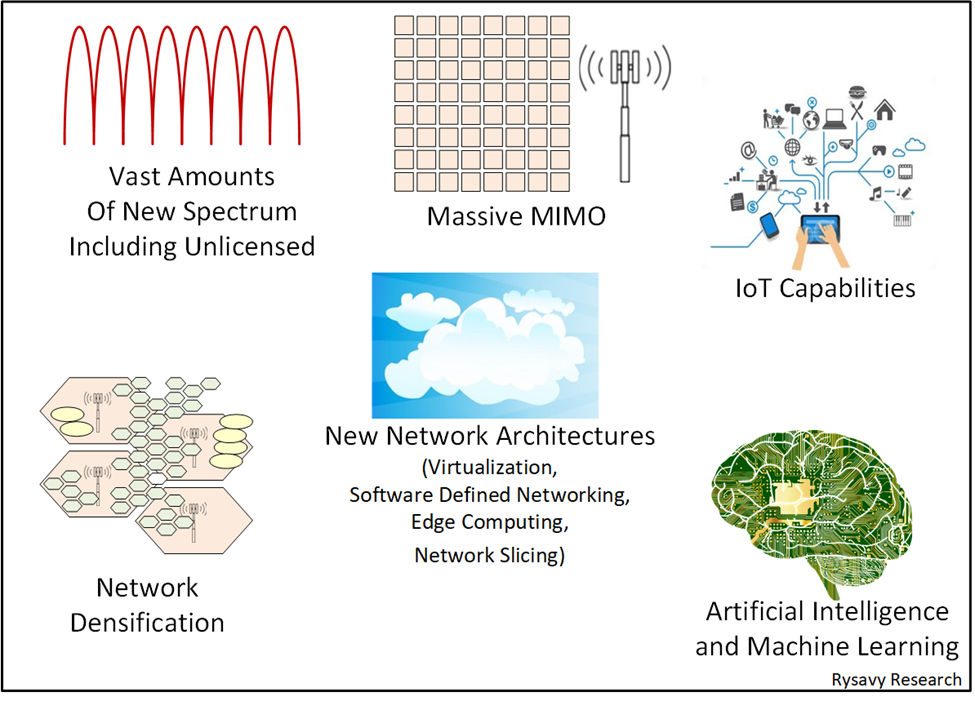 Vast Amounts
Of New Spectrum
Including Unlicensed
Massive MIMO
IoT Capabilities
New Network Architectures
(Virtualization,
Software Defined Networking,
Edge Computing,
Network Slicing)
Network
Densification
Artificial Intelligence
and Machine Learning
Rysavy Research